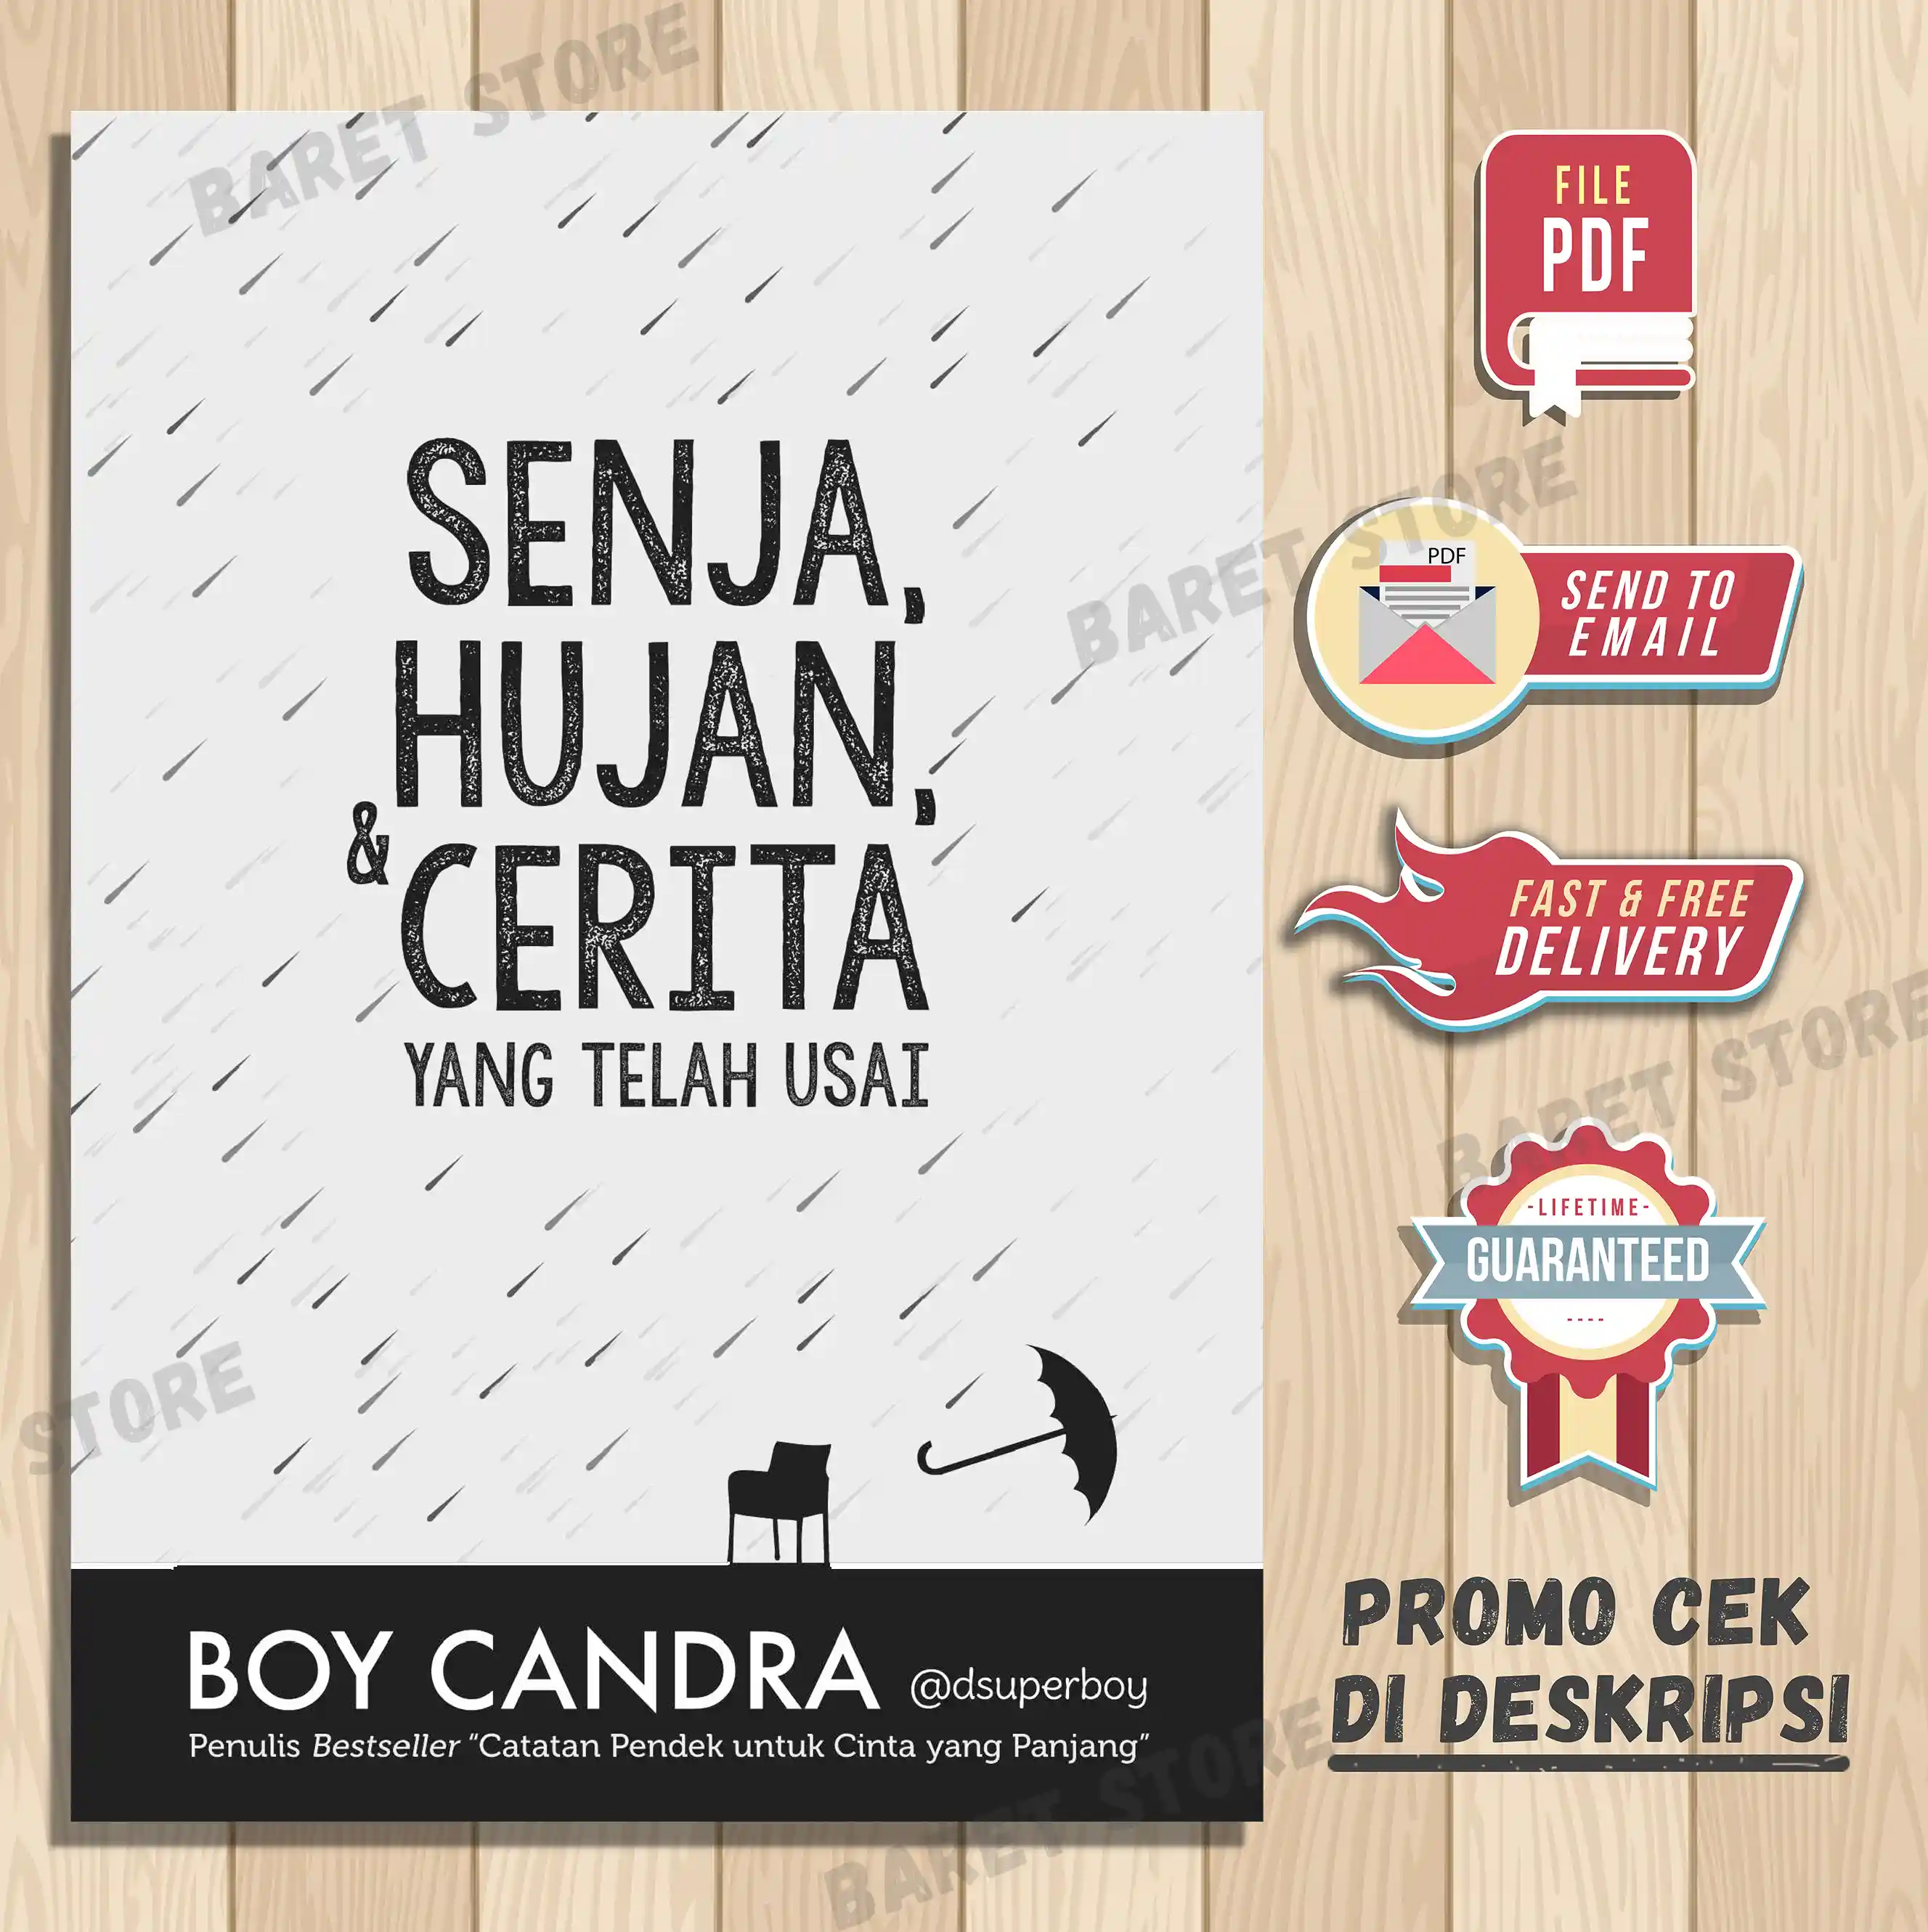 BARET STORE
SENJA,
HUJAN,
& CERITA
YANG TELAH USAI
BOY CANDRA @dsuperboy
Penulis Bestseller "Catatan Pendek untuk Cinta yang Panjang"
FILE
PDF
PDF
SEND TO
EMAIL
BARET STORE
FAST & FREE
DELIVERY
BARET STORE
-LIFETIME-
GUARANTEED
----
STORE
PROMO CEK
DI DESKRIPSI
BARET STORE